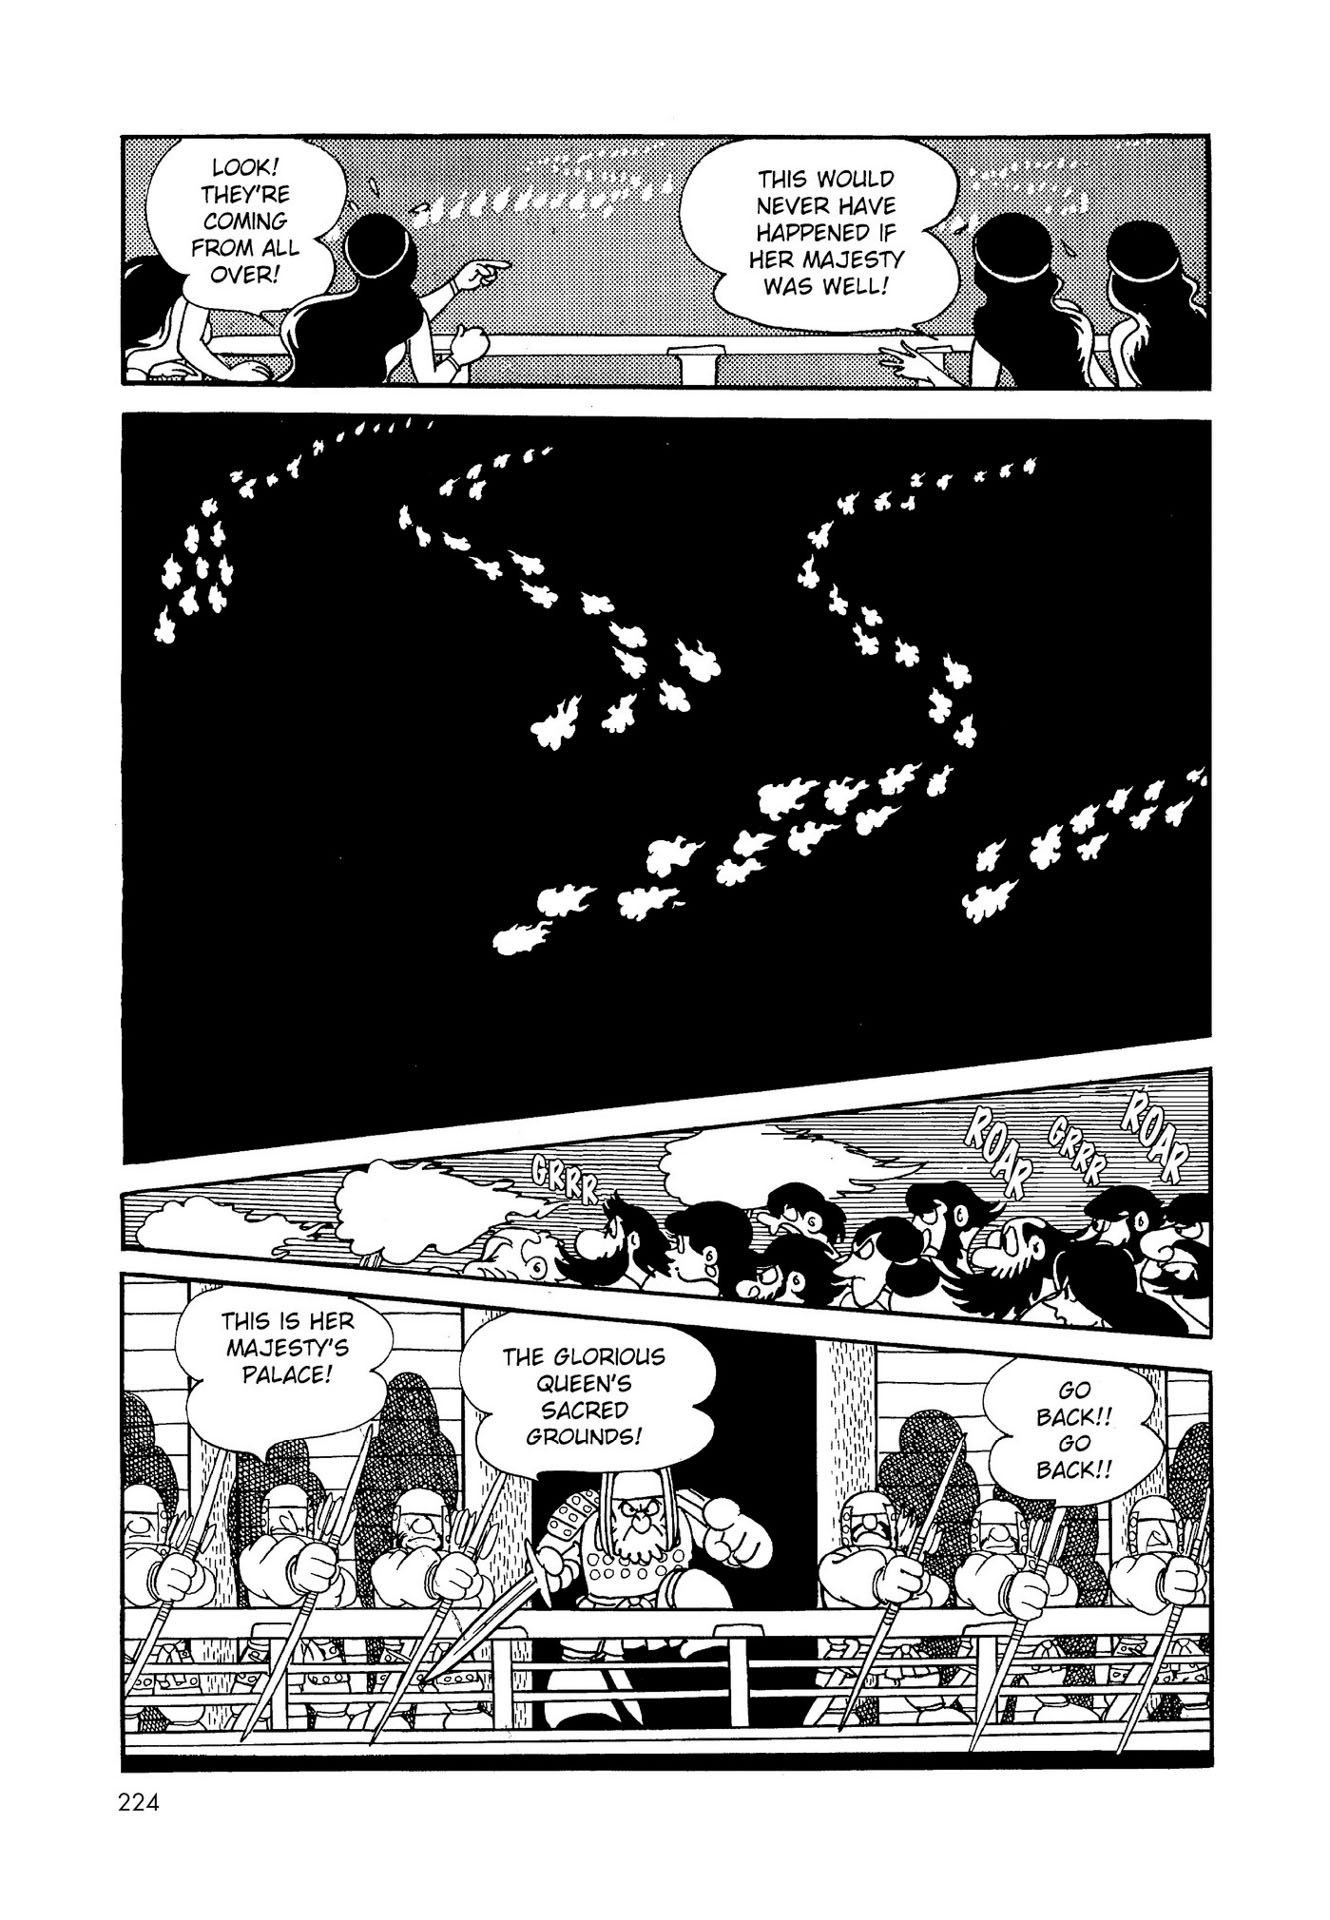 LOOK!
THEY'RE
COMING
FROM ALL
OVER!
THIS WOULD
NEVER HAVE
HAPPENED IF
HER MAJESTY
WAS WELL!
GRRR
ROAR
GRRR
ROAR
THIS IS HER
MAJESTY'S
PALACE!
THE GLORIOUS
QUEEN'S
SACRED
GROUNDS!
GO
BACK!!
GO
BACK!!
224